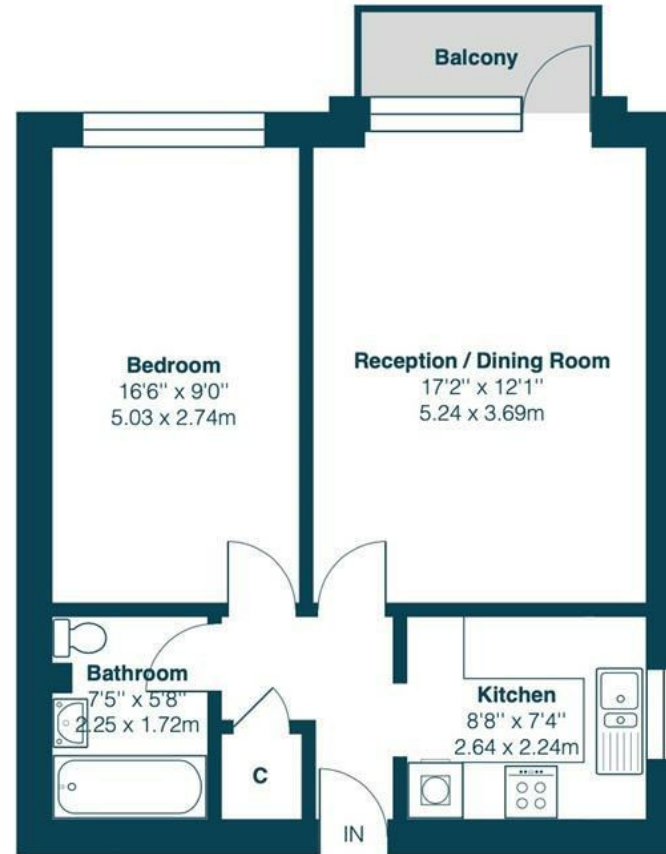 Balcony
Bedroom
16'6'' x 9'0''
5.03 x 2.74m
Reception / Dining Room
17'2'' x 12'1''
5.24 x 3.69m
Bathroom
7'5'' x 5'8''
2.25 x 1.72m
Kitchen
8'8'' x 7'4''
2.64 x 2.24m
C
IN